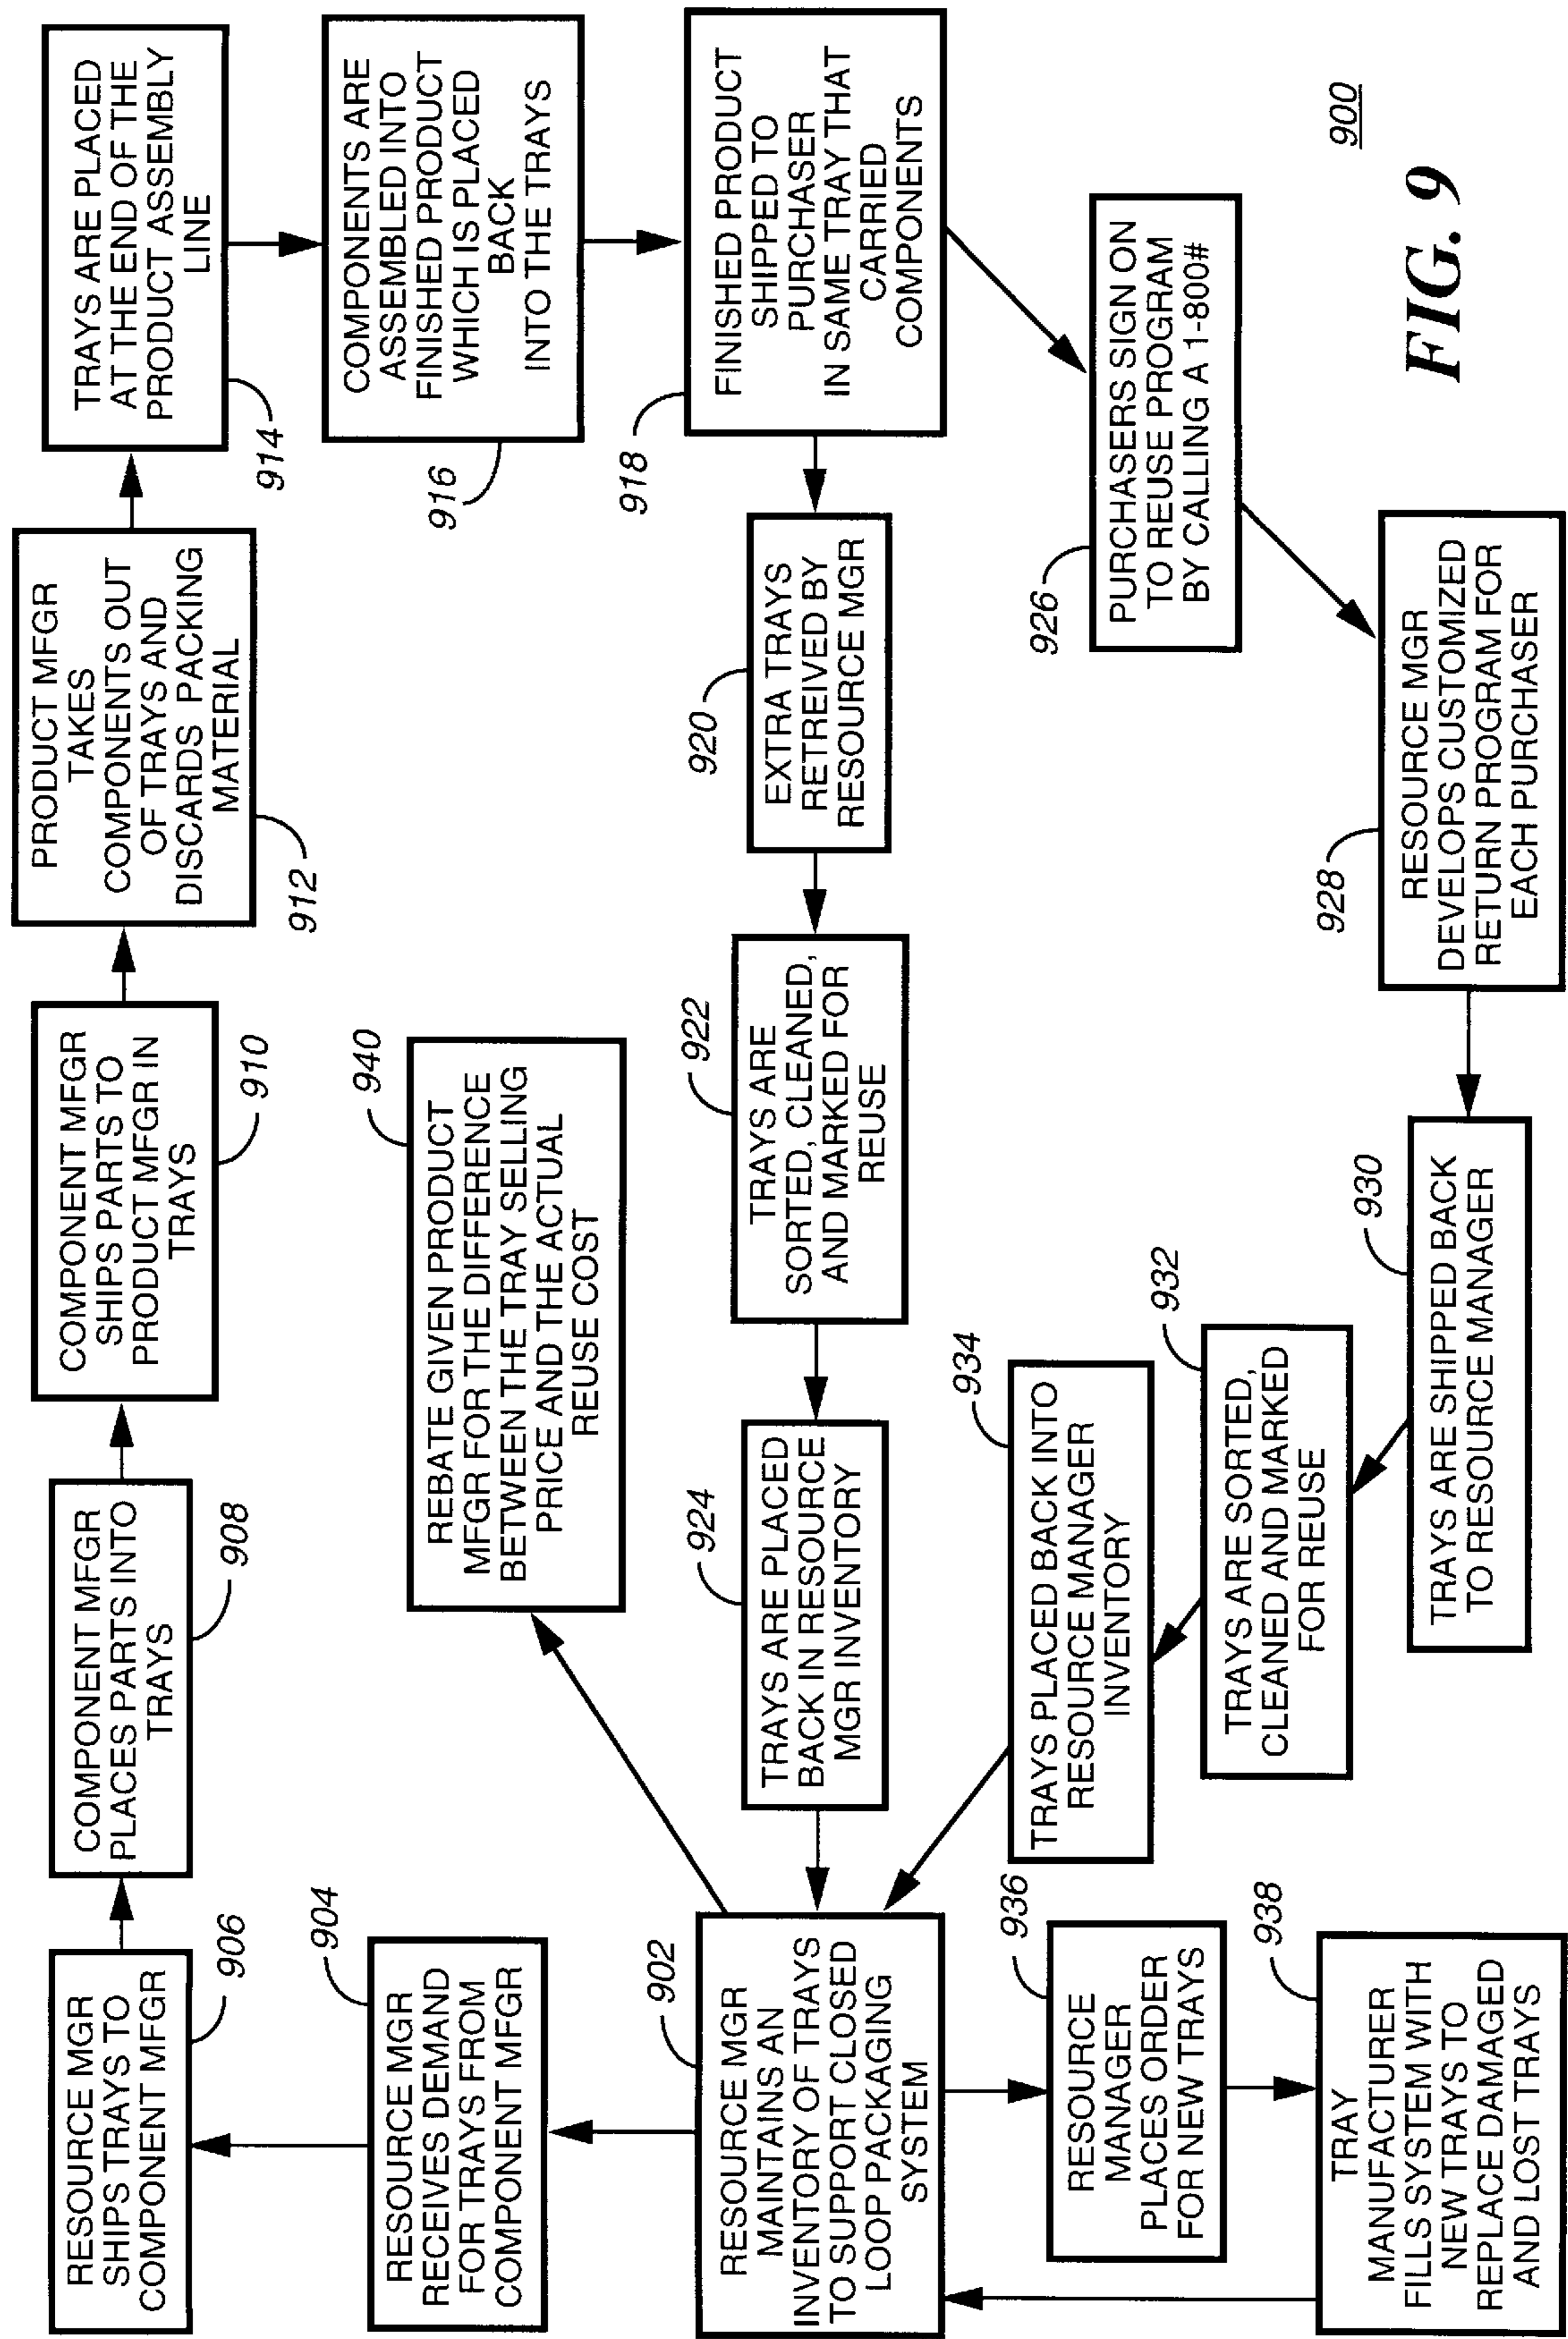 RESOURCE MGR
SHIPS TRAYS TO
COMPONENT MFGR
906
COMPONENT MFGR
PLACES PARTS INTO
TRAYS
908
COMPONENT MFGR
SHIPS PARTS TO
PRODUCT MFGR IN
TRAYS
910
PRODUCT MFGR
TAKES
COMPONENTS OUT
OF TRAYS AND
DISCARDS PACKING
MATERIAL
912
TRAYS ARE PLACED
AT THE END OF THE
PRODUCT ASSEMBLY
LINE
914
RESOURCE MGR
RECEIVES DEMAND
FOR TRAYS FROM
COMPONENT MFGR
904
REBATE GIVEN PRODUCT
MFGR FOR THE DIFFERENCE
BETWEEN THE TRAY SELLING
PRICE AND THE ACTUAL
REUSE COST
940
COMPONENTS ARE
ASSEMBLED INTO
FINISHED PRODUCT
WHICH IS PLACED
BACK
INTO THE TRAYS
916
RESOURCE MGR
MAINTAINS AN
INVENTORY OF TRAYS
TO SUPPORT CLOSED
LOOP PACKAGING
SYSTEM
902
TRAYS ARE PLACED
BACK IN RESOURCE
MGR INVENTORY
924
TRAYS ARE
SORTED, CLEANED,
AND MARKED FOR
REUSE
922
EXTRA TRAYS
RETREIVED BY
RESOURCE MGR
920
FINISHED PRODUCT
SHIPPED TO
PURCHASER
IN SAME TRAY THAT
CARRIED
COMPONENTS
918
RESOURCE
MANAGER
PLACES ORDER
FOR NEW TRAYS
936
TRAYS PLACED BACK INTO
RESOURCE MANAGER
INVENTORY
934
TRAYS ARE SORTED,
CLEANED AND MARKED
FOR REUSE
932
PURCHASERS SIGN ON
TO REUSE PROGRAM
BY CALLING A 1-800#
926
TRAY
MANUFACTURER
FILLS SYSTEM WITH
NEW TRAYS TO
REPLACE DAMAGED
AND LOST TRAYS
938
TRAYS ARE SHIPPED BACK
TO RESOURCE MANAGER
930
RESOURCE MGR
DEVELOPS CUSTOMIZED
RETURN PROGRAM FOR
EACH PURCHASER
928
900
FIG. 9